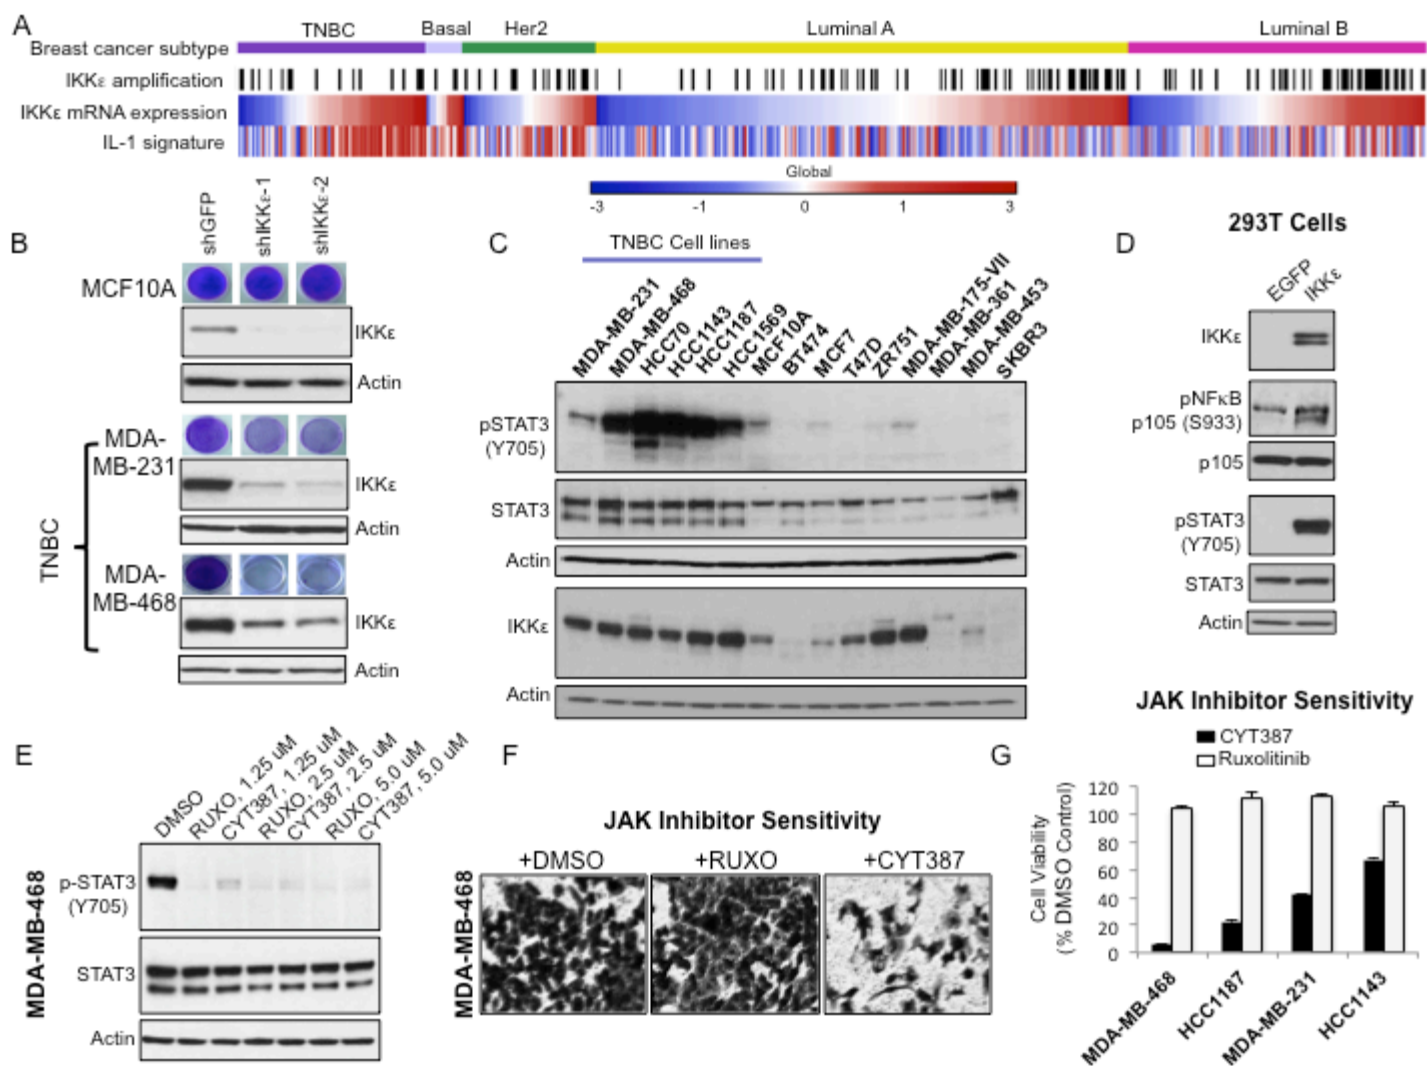 A
TNBC Basal Her2 Luminal A Luminal B
Breast cancer subtype
IKKε amplification
IKKε mRNA expression
IL-1 signature
Global
-3 -1 0 1 3
B
shGFP
shIKKε-1
shIKKε-2
MCF10A
IKKε
Actin
TNBC
MDA-
MB-231
IKKε
Actin
MDA-
MB-468
IKKε
Actin
C
TNBC Cell lines
MDA-MB-231
MDA-MB-468
HCC70
HCC1143
HCC1187
HCC1569
MCF10A
BT474
MCF7
T47D
ZR751
MDA-MB-175-VII
MDA-MB-361
MDA-MB-453
SKBR3
pSTAT3
(Y705)
STAT3
Actin
IKKε
Actin
D
293T Cells
EGFP
IKKε
IKKε
pNFκB
p105 (S933)
p105
pSTAT3
(Y705)
STAT3
Actin
E
DMSO
RUXO, 1.25 uM
CYT387, 1.25 uM
RUXO, 2.5 uM
CYT387, 2.5 uM
RUXO, 5.0 uM
CYT387, 5.0 uM
MDA-MB-468
p-STAT3
(Y705)
STAT3
Actin
F
JAK Inhibitor Sensitivity
+DMSO +RUXO +CYT387
MDA-MB-468
G
JAK Inhibitor Sensitivity
CYT387
Ruxolitinib
Cell Viability
(% DMSO Control)
120
100
80
60
40
20
0
MDA-MB-468
HCC1187
MDA-MB-231
HCC1143